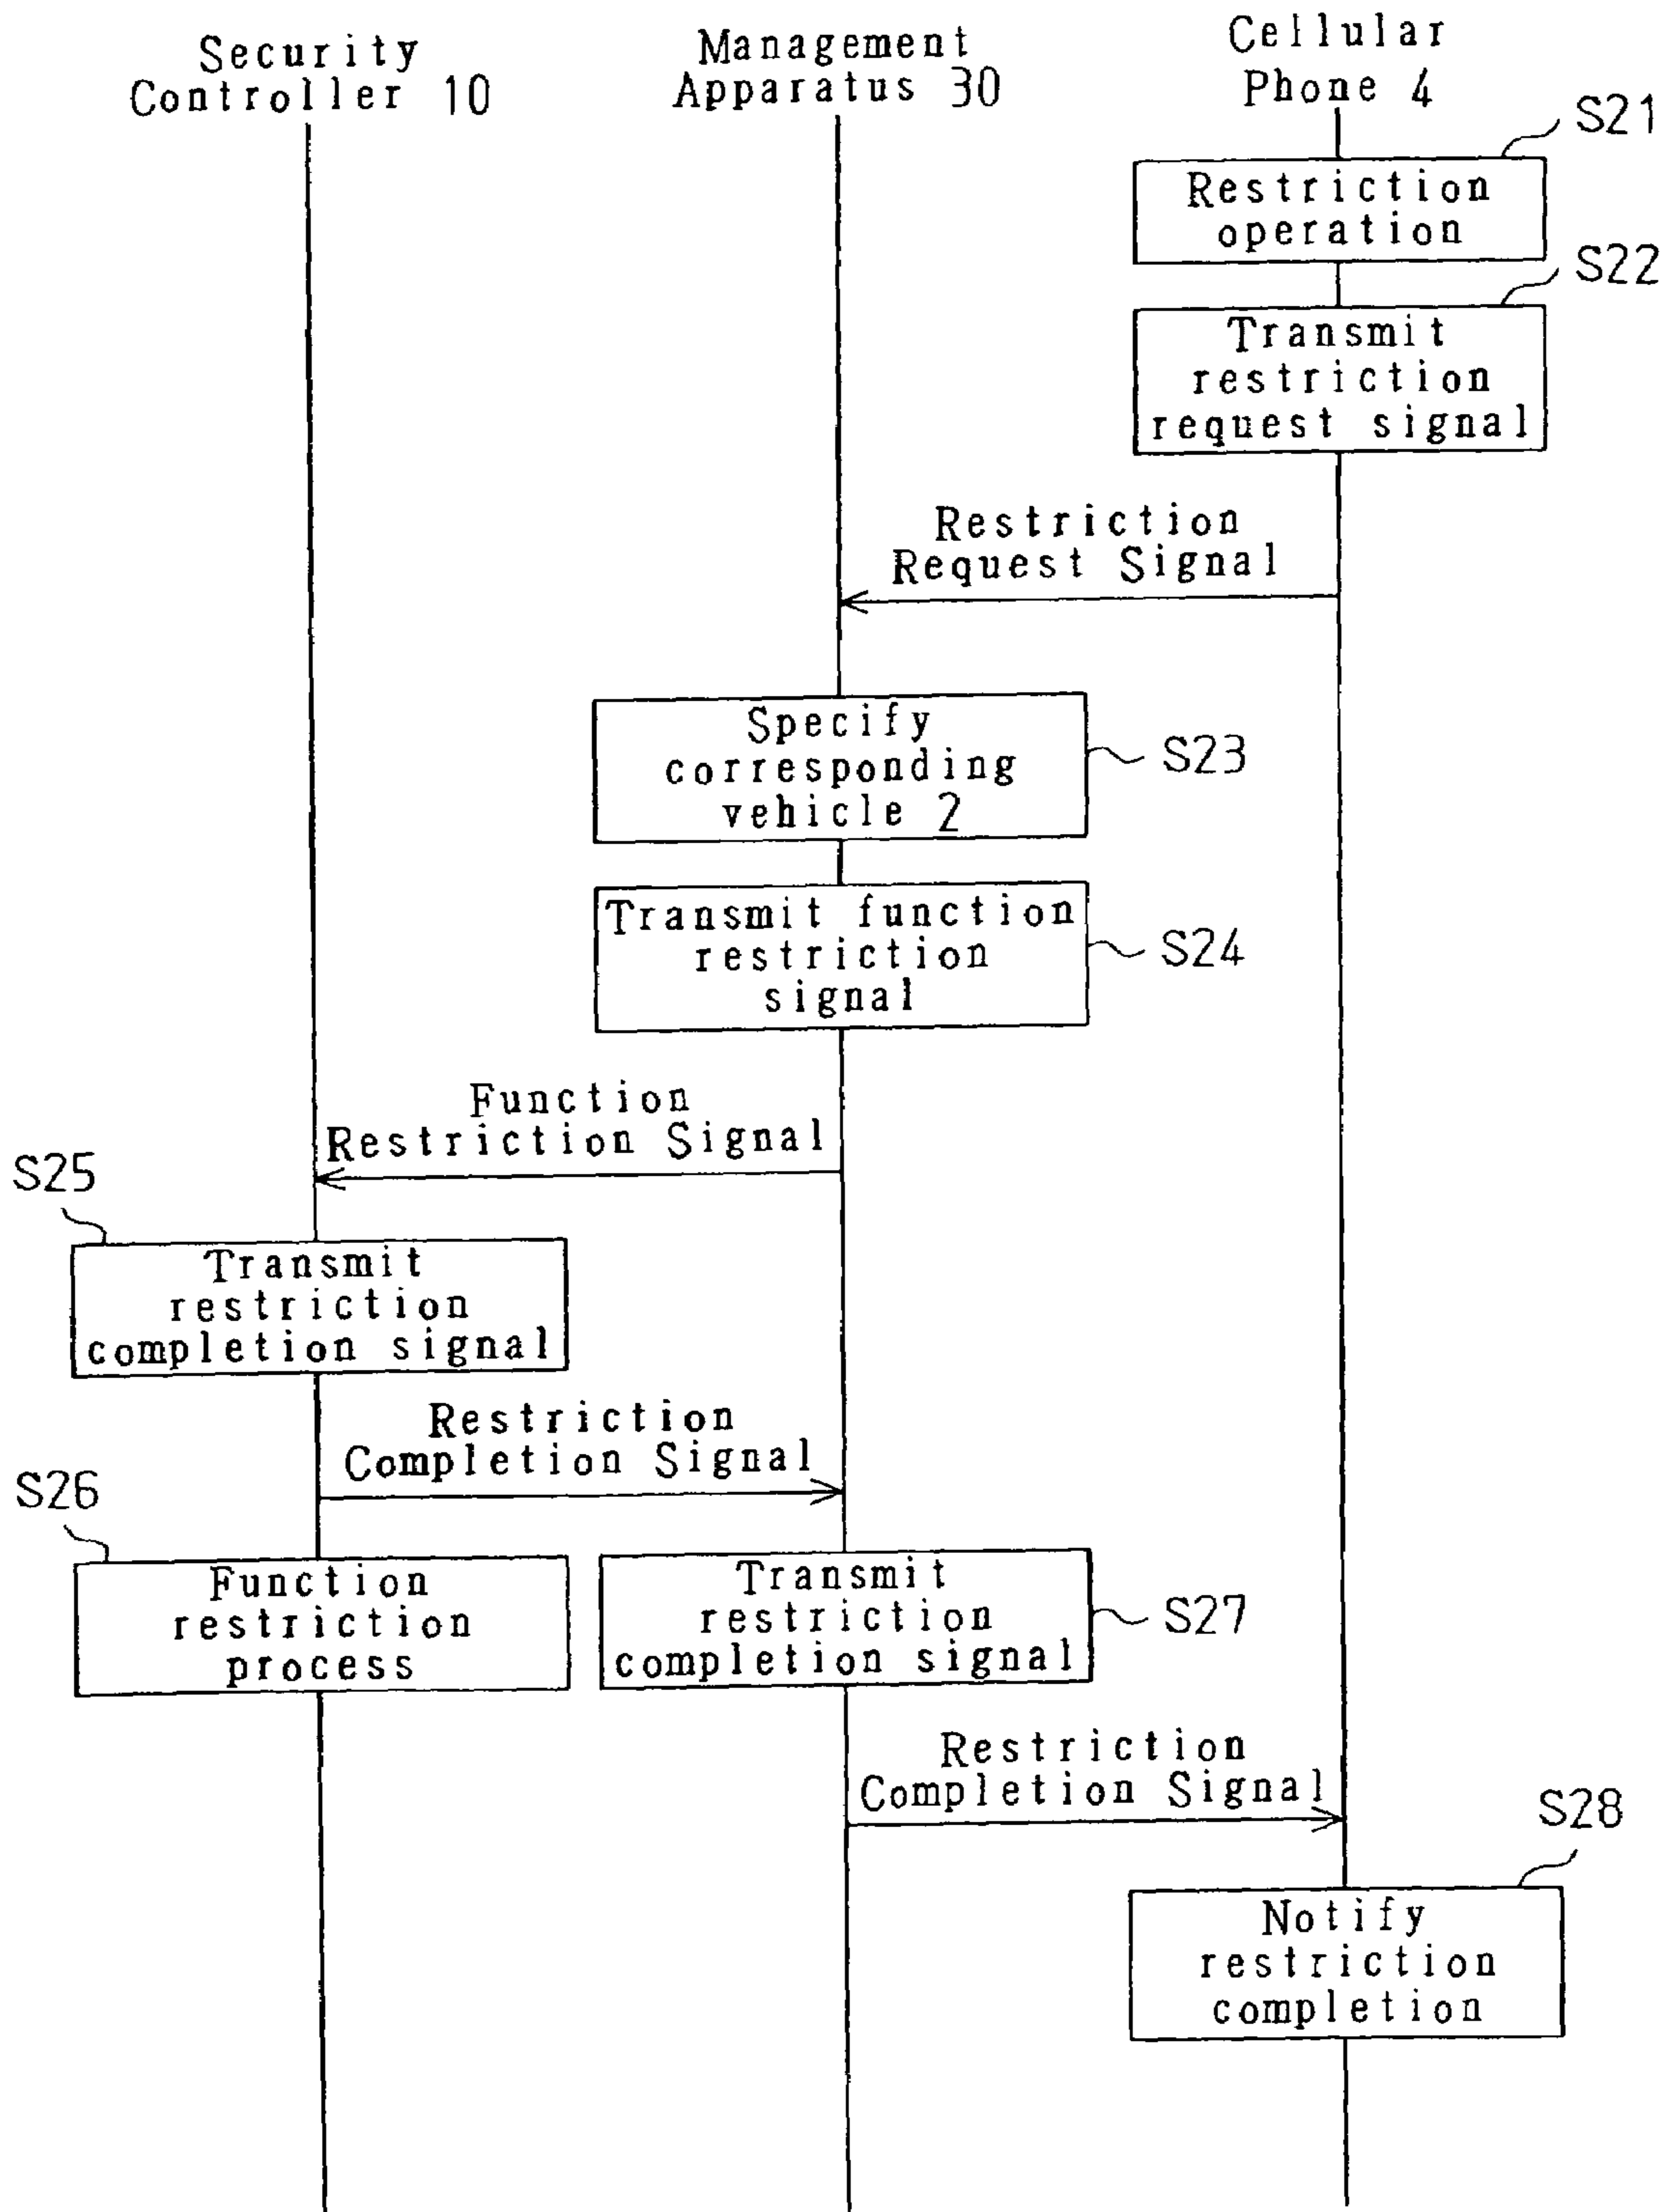 Security
Controller 10
Management
Apparatus 30
Cellular
Phone 4
S21
Restriction
operation
S22
Transmit
restriction
request signal
Restriction
Request Signal
Specify
corresponding
vehicle 2
S23
Transmit function
restriction
signal
S24
Function
Restriction Signal
S25
Transmit
restriction
completion signal
Restriction
Completion Signal
S26
Function
restriction
process
Transmit
restriction
completion signal
S27
Restriction
Completion Signal
S28
Notify
restriction
completion